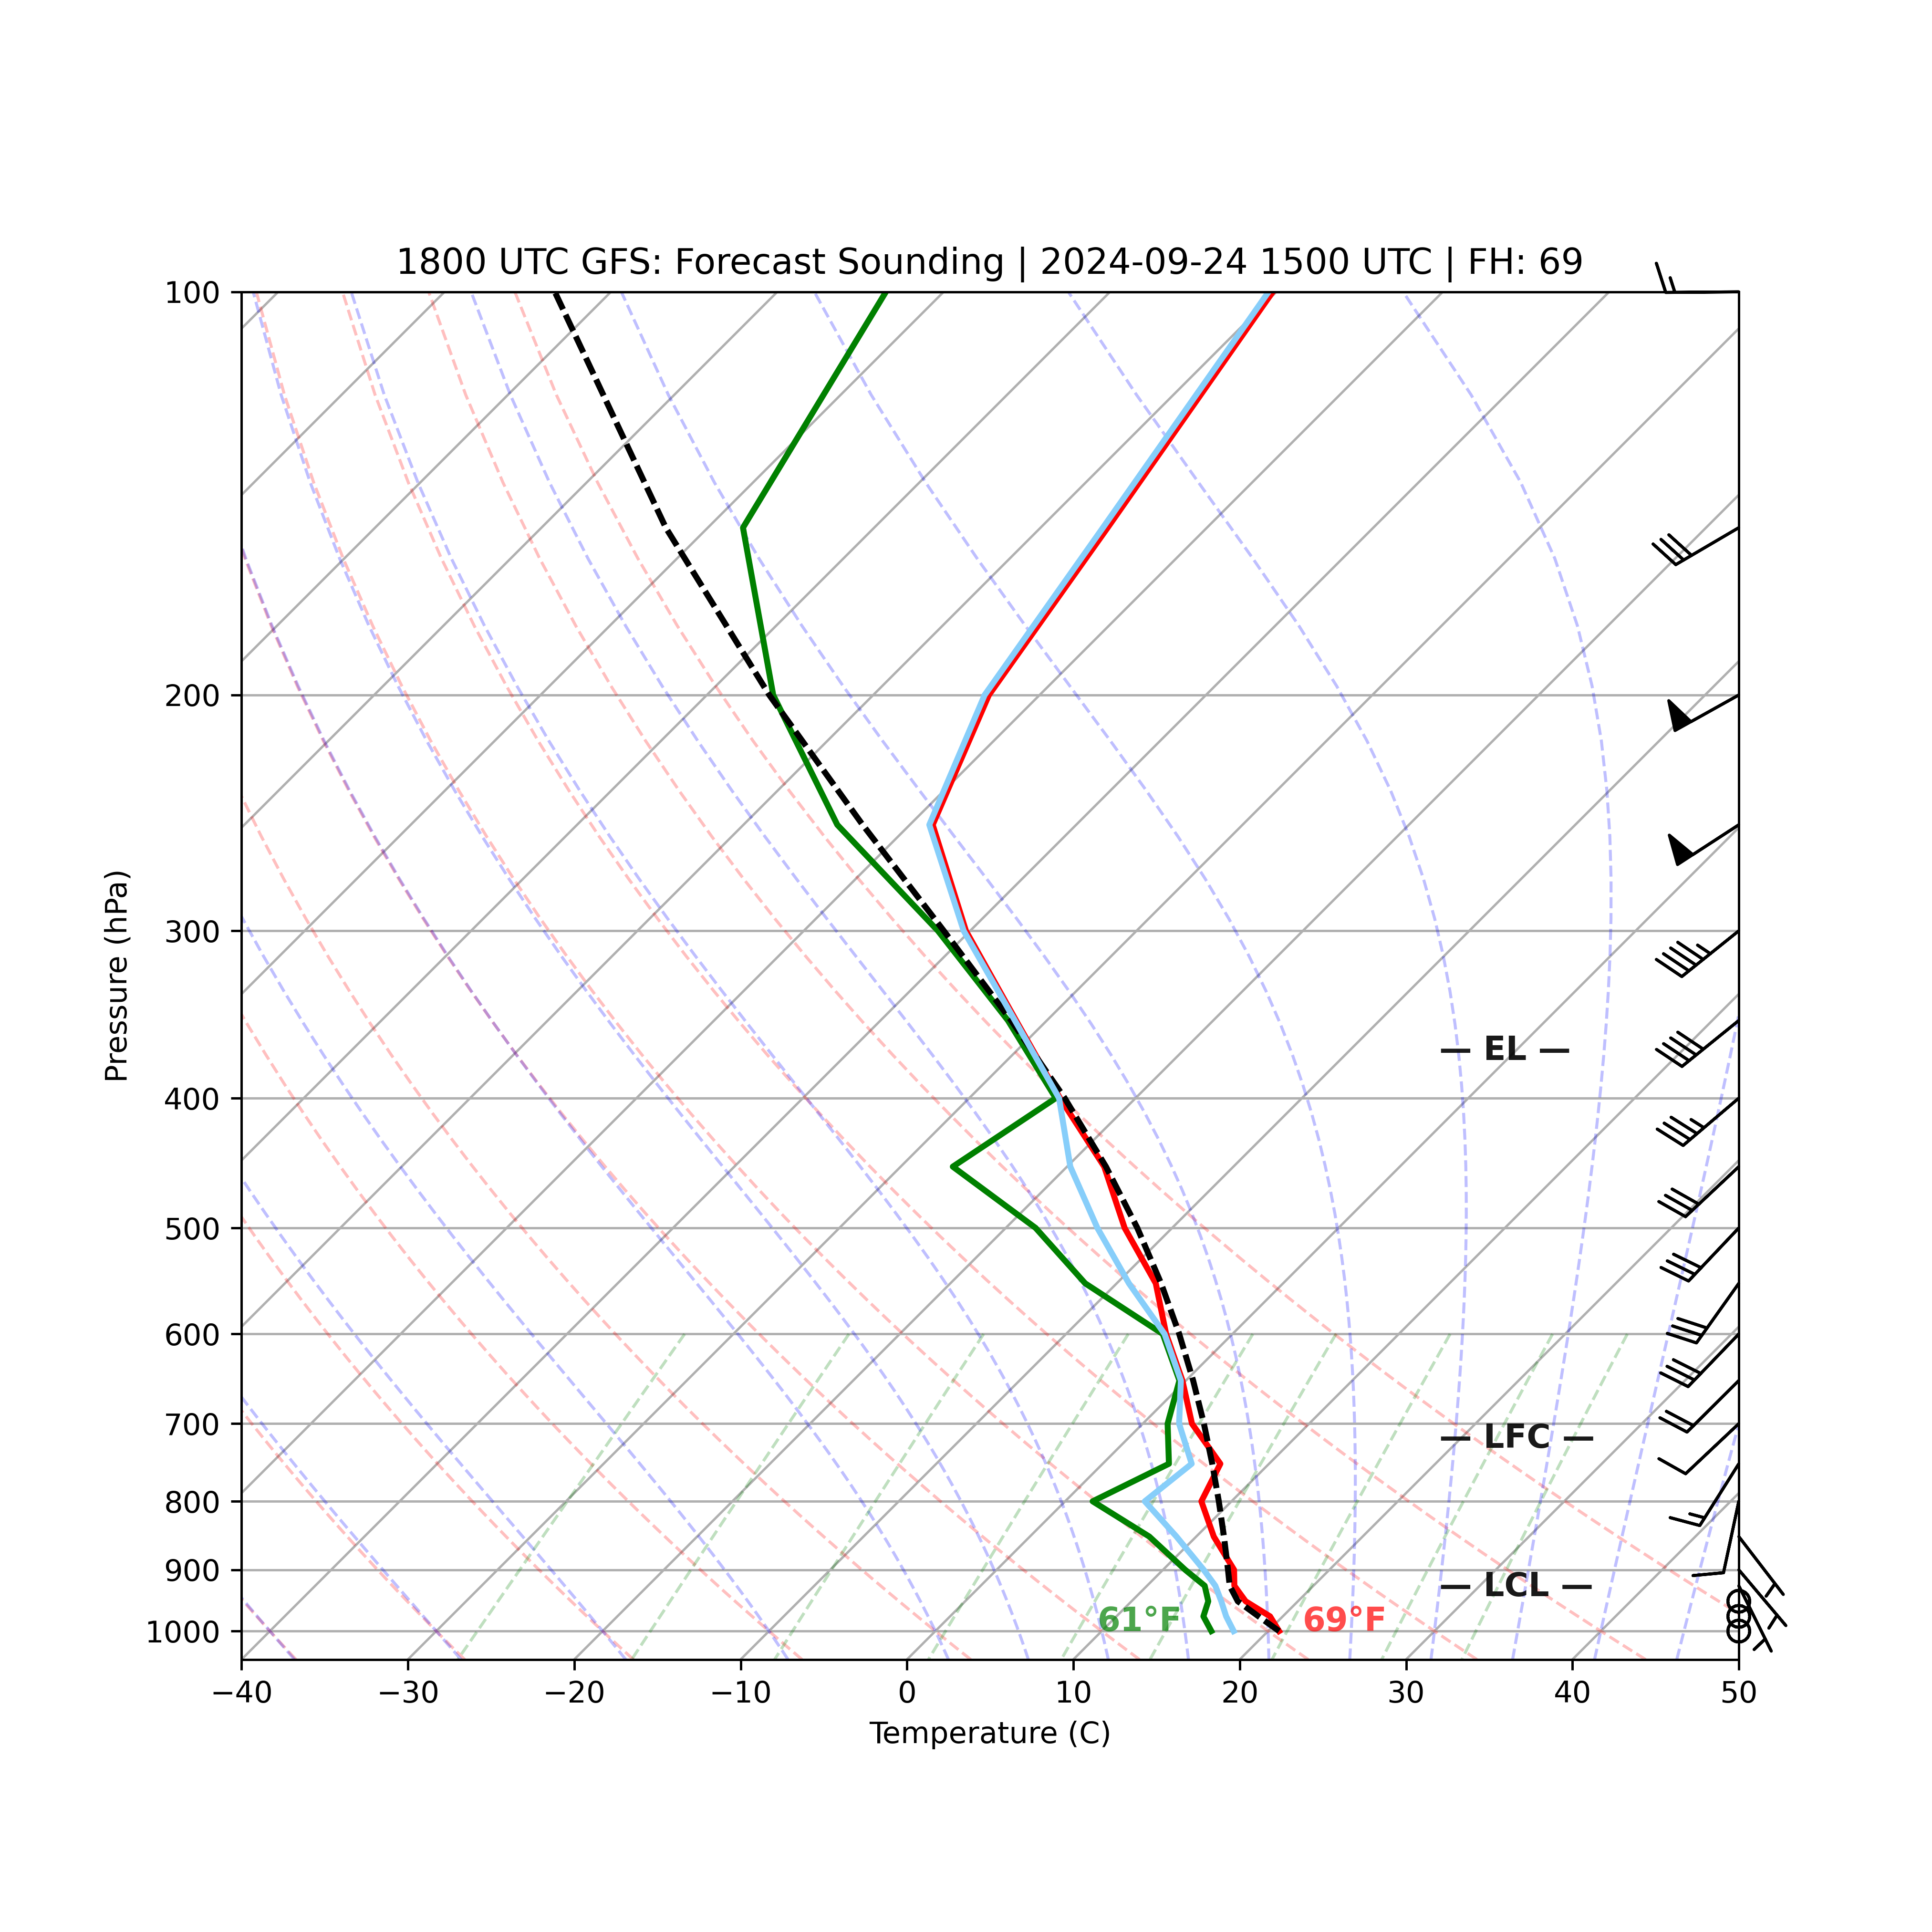 1800 UTC GFS: Forecast Sounding | 2024-09-24 1500 UTC | FH: 69
100
200
300
400
500
600
700
800
900
1000
Pressure (hPa)
— EL —
— LFC —
— LCL —
61°F
69°F
−40
−30
−20
−10
0
10
20
30
40
50
Temperature (C)